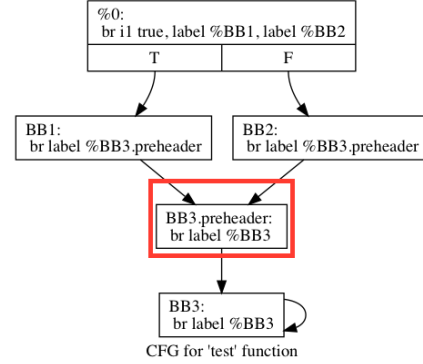 %0:
br i1 true, label %BB1, label %BB2
T
F
BB1:
br label %BB3.preheader
BB2:
br label %BB3.preheader
BB3.preheader:
br label %BB3
BB3:
br label %BB3
CFG for 'test' function